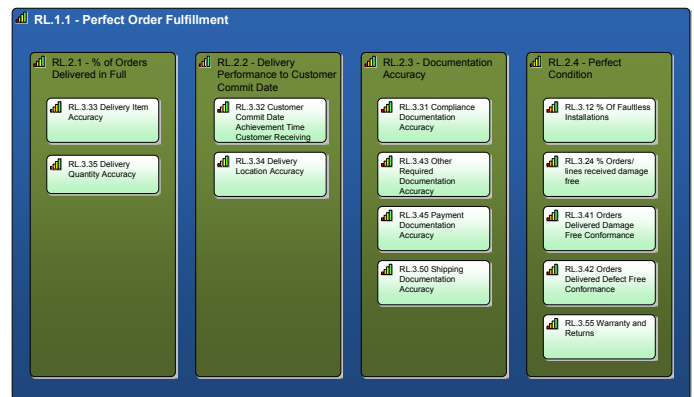 RL.1.1 - Perfect Order Fulfillment
RL.2.1 - % of Orders
Delivered in Full
RL.3.33 Delivery Item
Accuracy
RL.3.35 Delivery
Quantity Accuracy
RL.2.2 - Delivery
Performance to Customer
Commit Date
RL.3.32 Customer
Commit Date
Achievement Time
Customer Receiving
RL.3.34 Delivery
Location Accuracy
RL.2.3 - Documentation
Accuracy
RL.3.31 Compliance
Documentation
Accuracy
RL.3.43 Other
Required
Documentation
Accuracy
RL.3.45 Payment
Documentation
Accuracy
RL.3.50 Shipping
Documentation
Accuracy
RL.2.4 - Perfect
Condition
RL.3.12 % Of Faultless
Installations
RL.3.24 % Orders/
lines received damage
free
RL.3.41 Orders
Delivered Damage
Free Conformance
RL.3.42 Orders
Delivered Defect Free
Conformance
RL.3.55 Warranty and
Returns